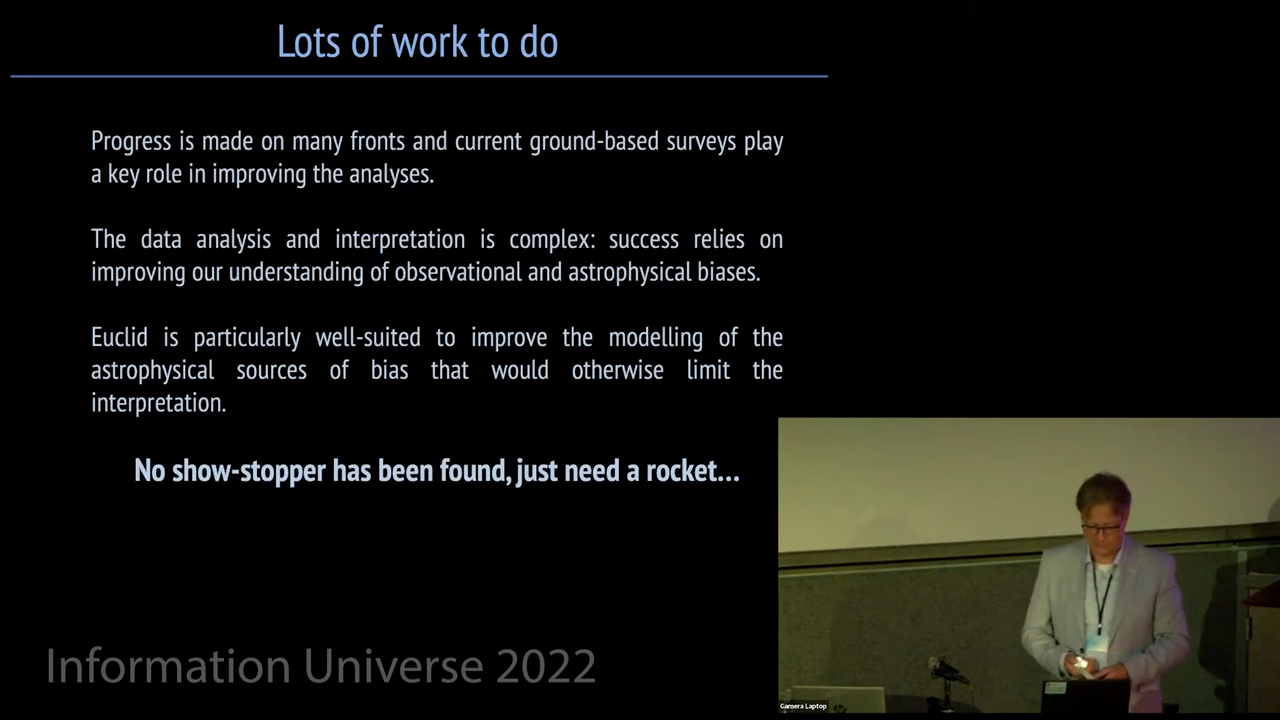 Lots of work to do
Progress is made on many fronts and current ground-based surveys play
a key role in improving the analyses.
The data analysis and interpretation is complex: success relies on
improving our understanding of observational and astrophysical biases.
Euclid is particularly well-suited to improve the modelling of the
astrophysical sources of bias that would otherwise limit the
interpretation.
No show-stopper has been found, just need a rocket...
Information Universe 2022
Camera Laptop